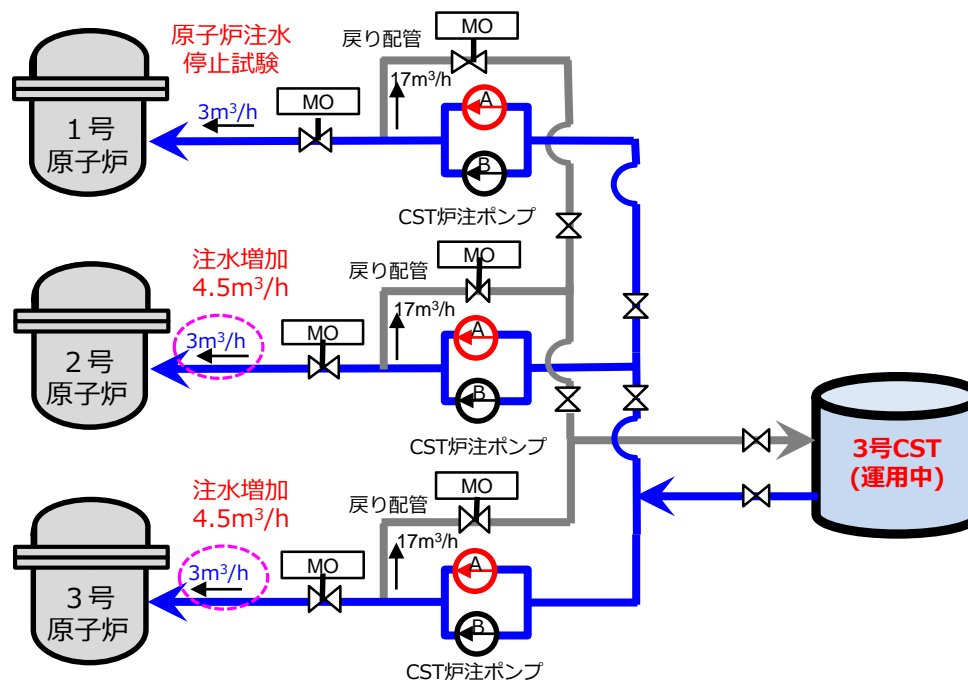 原子炉注水
停止試験
戻り配管
MO
17m³/h
A
3m³/h
MO
B
1号
原子炉
CST炉注ポンプ
注水増加
4.5m³/h
戻り配管
MO
17m³/h
A
3m³/h
MO
B
2号
原子炉
CST炉注ポンプ
3号CST
(運用中)
注水増加
4.5m³/h
戻り配管
MO
17m³/h
A
3m³/h
MO
B
3号
原子炉
CST炉注ポンプ